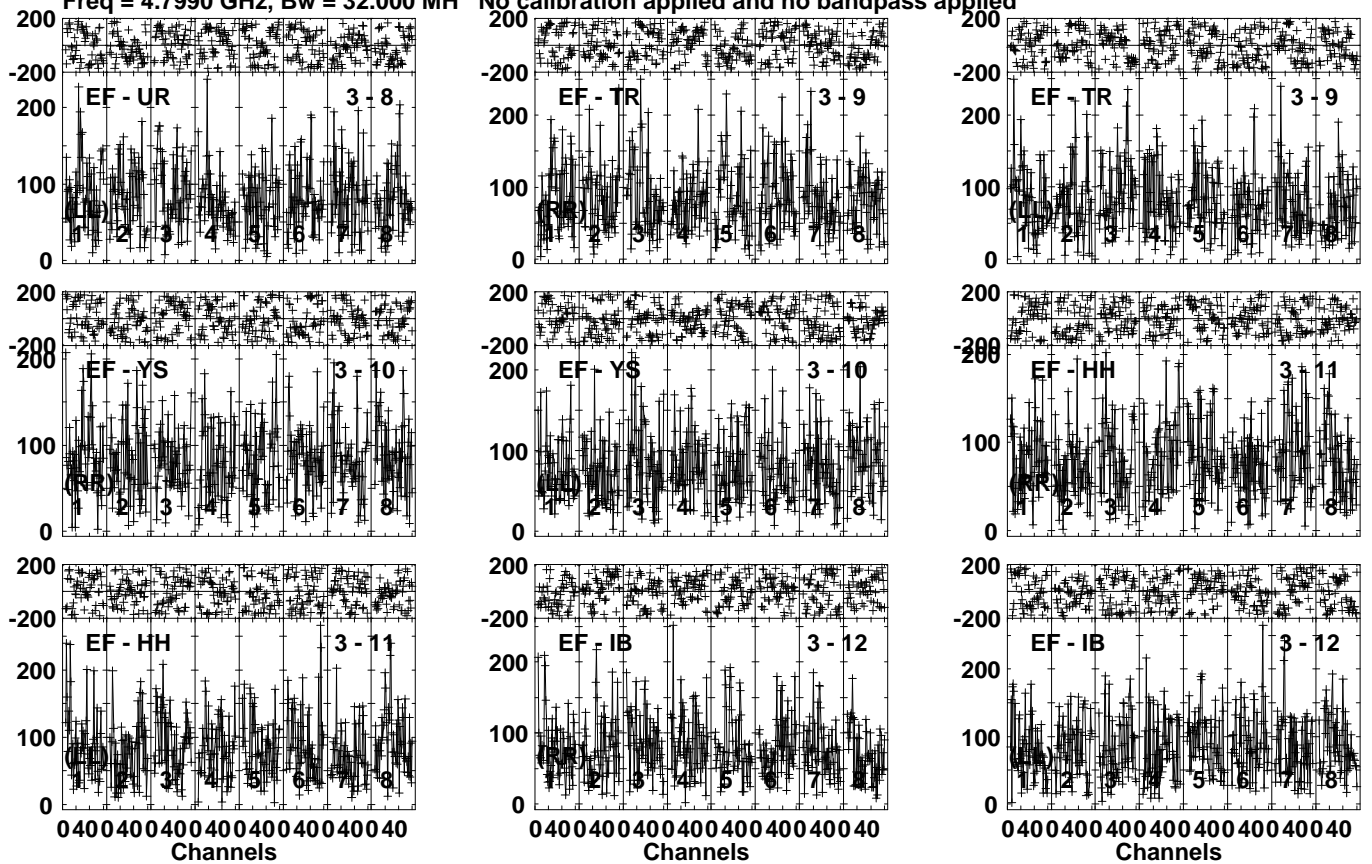 Freq = 4.7990 GHz, Bw = 32.000 MH No calibration applied and no bandpass applied
200 200 200
-200 -200 -200
EF - UR 3 - 8 EF - TR 3 - 9 EF - TR 3 - 9
200 200 200
100 100 100
(LL) (RR) (LL)
1 2 3 4 5 6 7 8 1 2 3 4 5 6 7 8 1 2 3 4 5 6 7 8
0 0 0
200 200 200
-200 -200 -200
200 200 200
EF - YS 3 - 10 EF - YS 3 - 10 EF - HH 3 - 11
100 100 100
(RR) (LL) (RR)
1 2 3 4 5 6 7 8 1 2 3 4 5 6 7 8 1 2 3 4 5 6 7 8
0 0 0
200 200 200
-200 -200 -200
EF - HH 3 - 11 EF - IB 3 - 12 EF - IB 3 - 12
200 200 200
100 100 100
(LL) (RR) (LL)
1 2 3 4 5 6 7 8 1 2 3 4 5 6 7 8 1 2 3 4 5 6 7 8
0 0 0
0 40 0 40 0 40 0 40 0 40 0 40 0 40 0 40 0 40 0 40 0 40 0 40 0 40 0 40 0 40 0 40 0 40 0 40 0 40 0 40 0 40 0 40 0 40 0 40
Channels Channels Channels